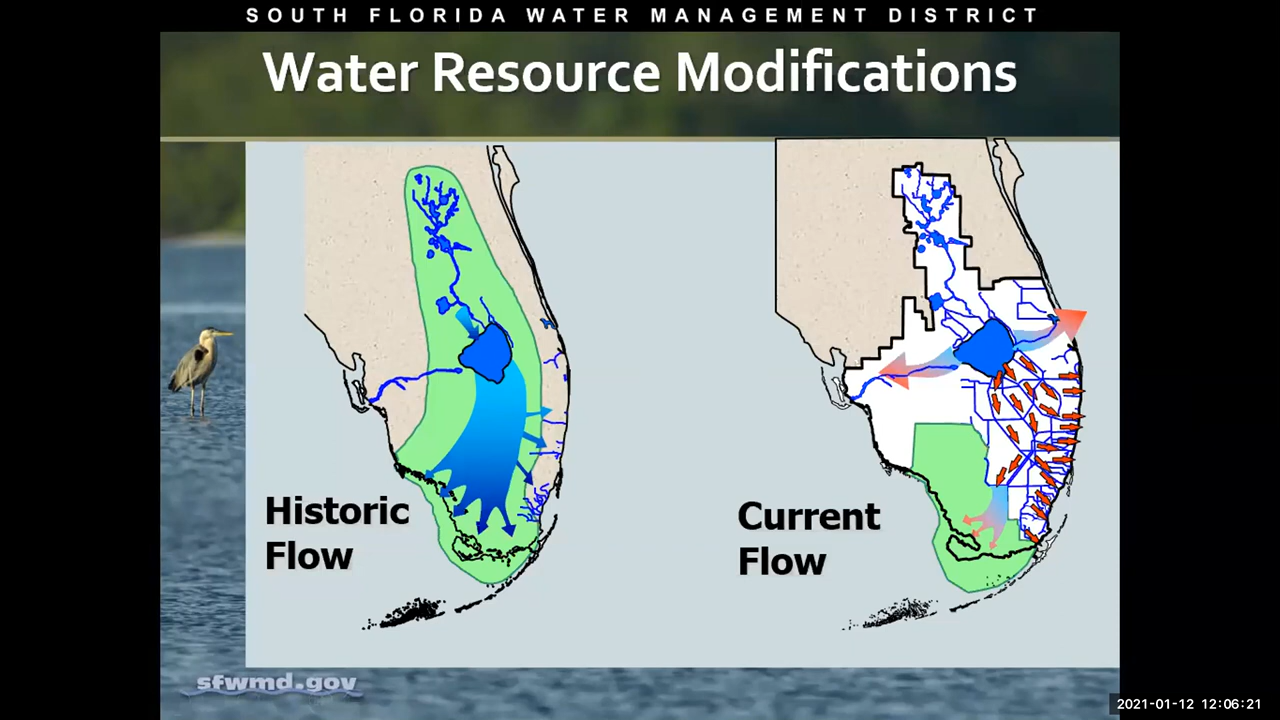 SOUTH FLORIDA WATER MANAGEMENT DISTRICT
Water Resource Modifications
Historic
Flow
Current
Flow
sfwmd.gov
2021-01-12 12:06:21